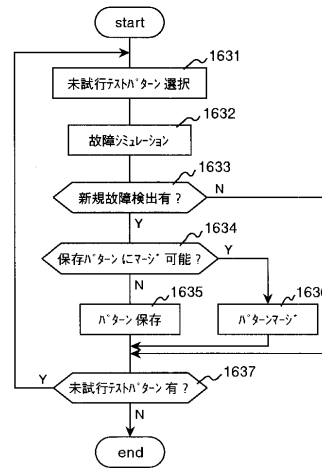 start
1631
未試行テストパターン 選択
1632
故障シミュレーション
1633
新規故障検出有？
N
Y
1634
保存パターン にマージ 可能？
Y
N
1635
パターン 保存
1636
パターンマージ
1637
Y
未試行テストパターン 有？
N
end